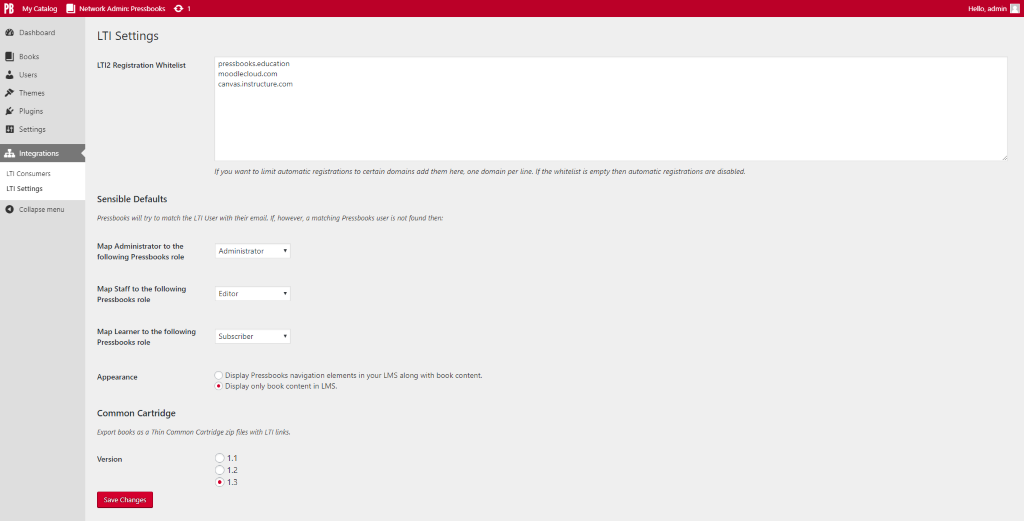 PB My Catalog Network Admin: Pressbooks 1 Hello, admin
Dashboard
Books
Users
Themes
Plugins
Settings
Integrations
LTI Consumers
LTI Settings
Collapse menu
LTI Settings
LTI2 Registration Whitelist
pressbooks.education
moodlecloud.com
canvas.instructure.com
If you want to limit automatic registrations to certain domains add them here, one domain per line. If the whitelist is empty then automatic registrations are disabled.
Sensible Defaults
Pressbooks will try to match the LTI User with their email. If, however, a matching Pressbooks user is not found then:
Map Administrator to the
following Pressbooks role
Administrator
Map Staff to the following
Pressbooks role
Editor
Map Learner to the following
Pressbooks role
Subscriber
Appearance
Display Pressbooks navigation elements in your LMS along with book content.
Display only book content in LMS.
Common Cartridge
Export books as a Thin Common Cartridge zip files with LTI links.
Version
1.1
1.2
1.3
Save Changes